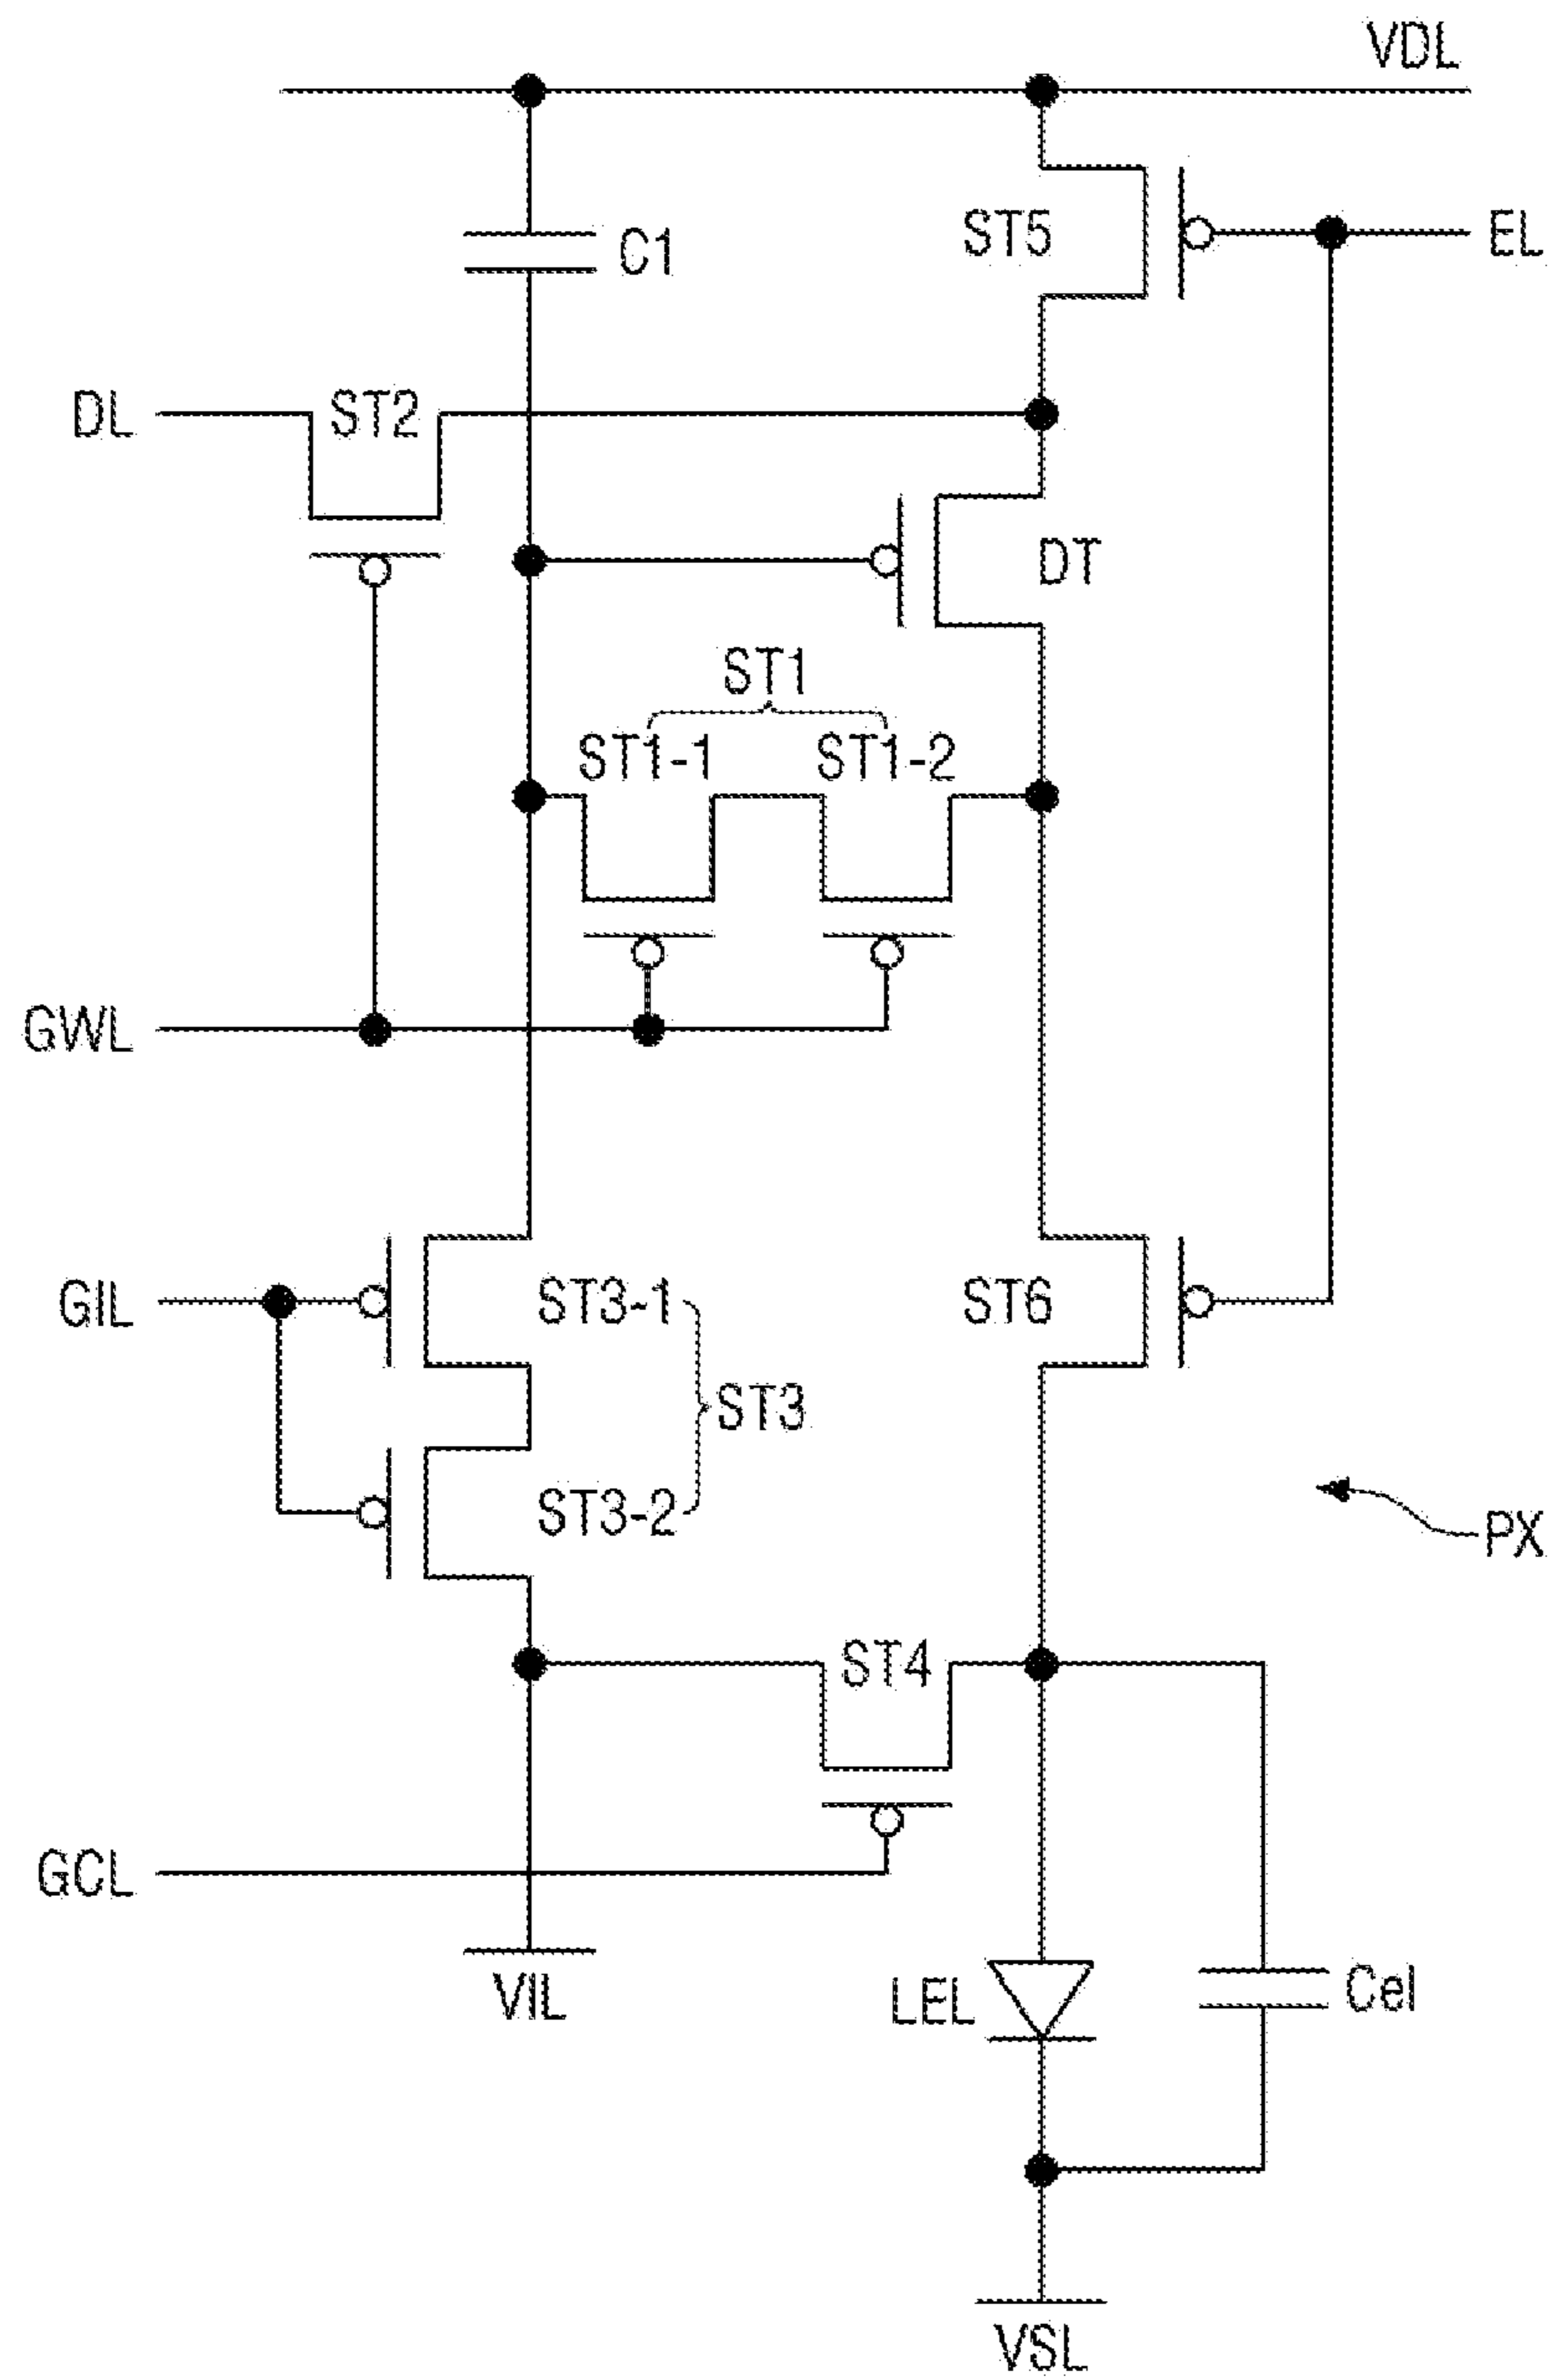 VDL
C1
ST5
EL
DL
ST2
DT
ST1
ST1-1
ST1-2
GWL
GIL
ST3-1
ST6
ST3
ST3-2
PX
ST4
GCL
VIL
LEL
Cel
VSL